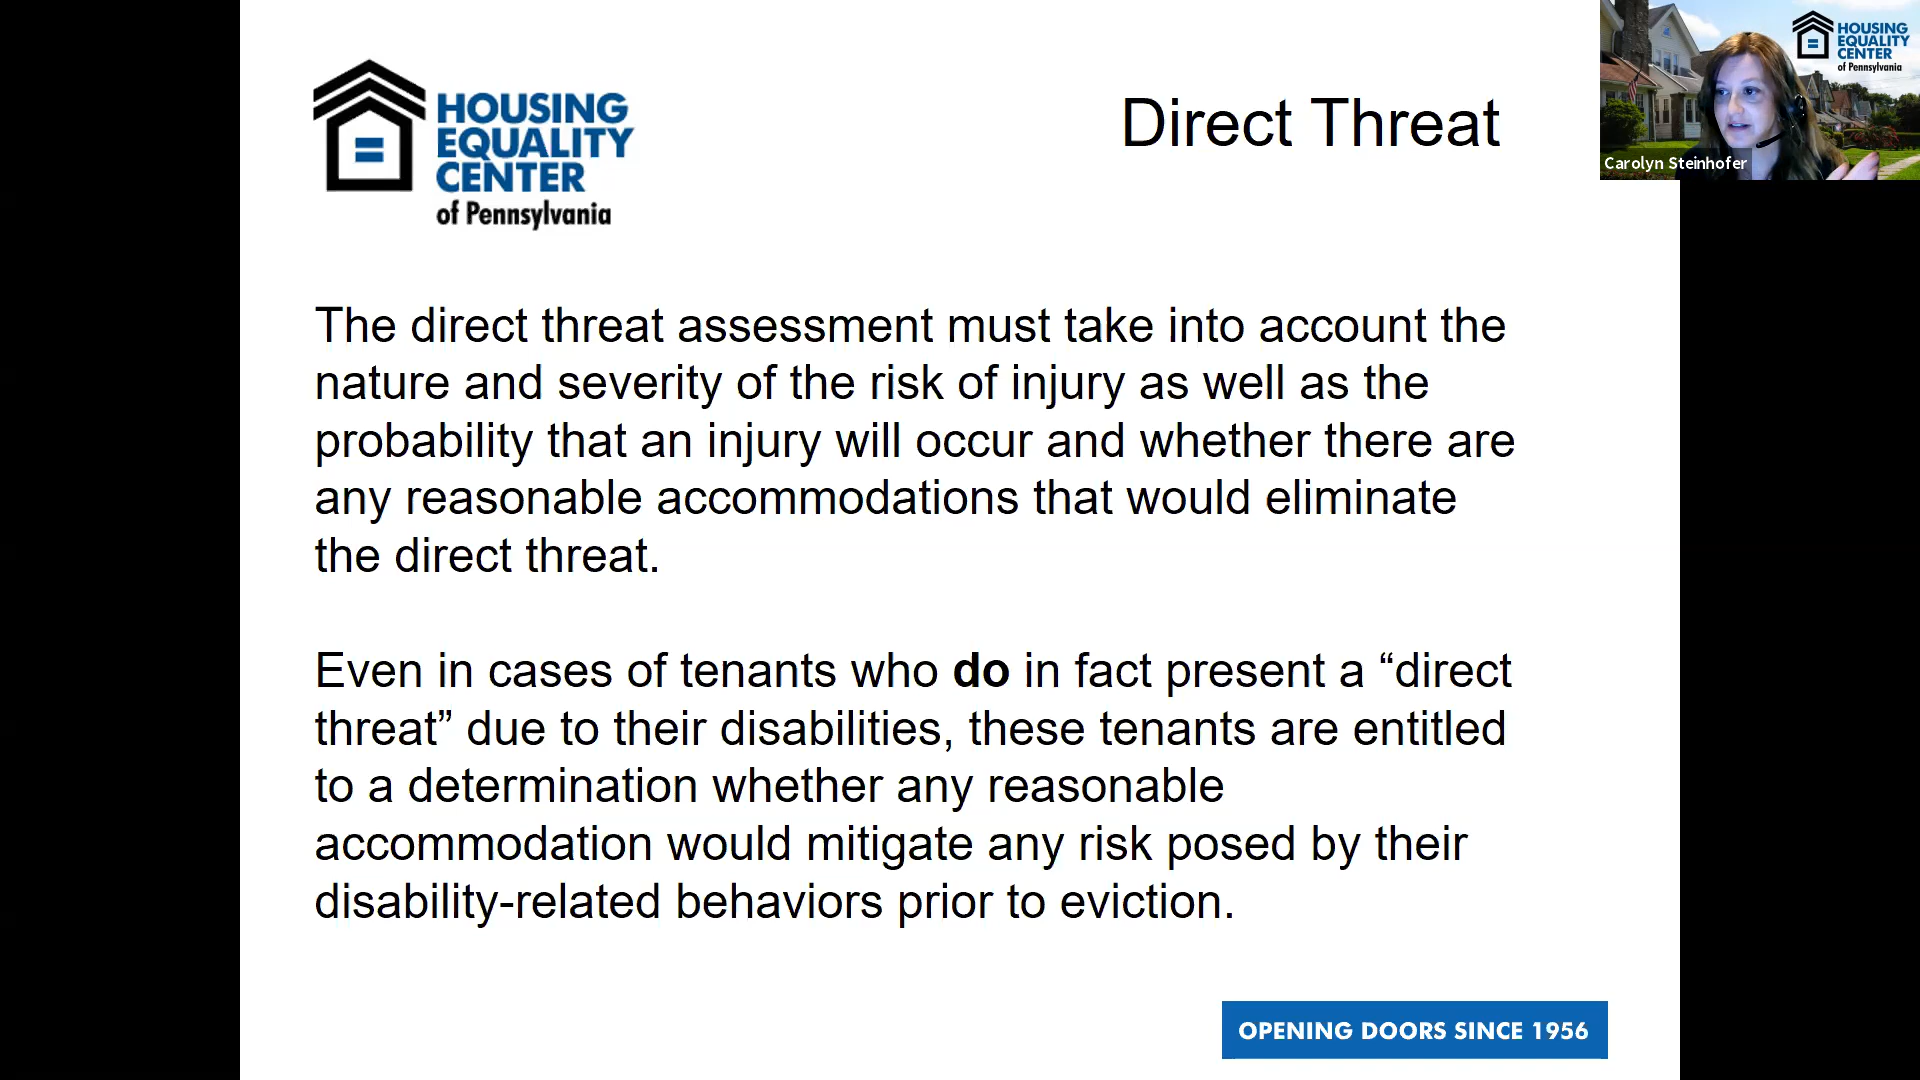 HOUSING
EQUALITY
CENTER
of Pennsylvania
Direct Threat
HOUSING
EQUALITY
CENTER
of Pennsylvania
Carolyn Steinhofer
The direct threat assessment must take into account the
nature and severity of the risk of injury as well as the
probability that an injury will occur and whether there are
any reasonable accommodations that would eliminate
the direct threat.
Even in cases of tenants who do in fact present a “direct
threat” due to their disabilities, these tenants are entitled
to a determination whether any reasonable
accommodation would mitigate any risk posed by their
disability-related behaviors prior to eviction.
OPENING DOORS SINCE 1956